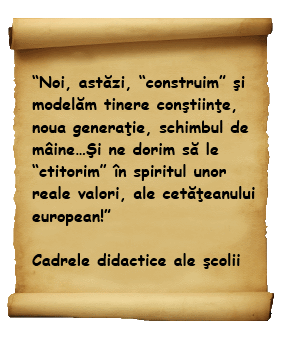 “Noi, astăzi, “construim” şi
modelăm tinere conştiinţe,
noua generaţie, schimbul de
mâine...Şi ne dorim să le
“ctitorim” în spiritul unor
reale valori, ale cetăţeanului
european!”
Cadrele didactice ale şcolii